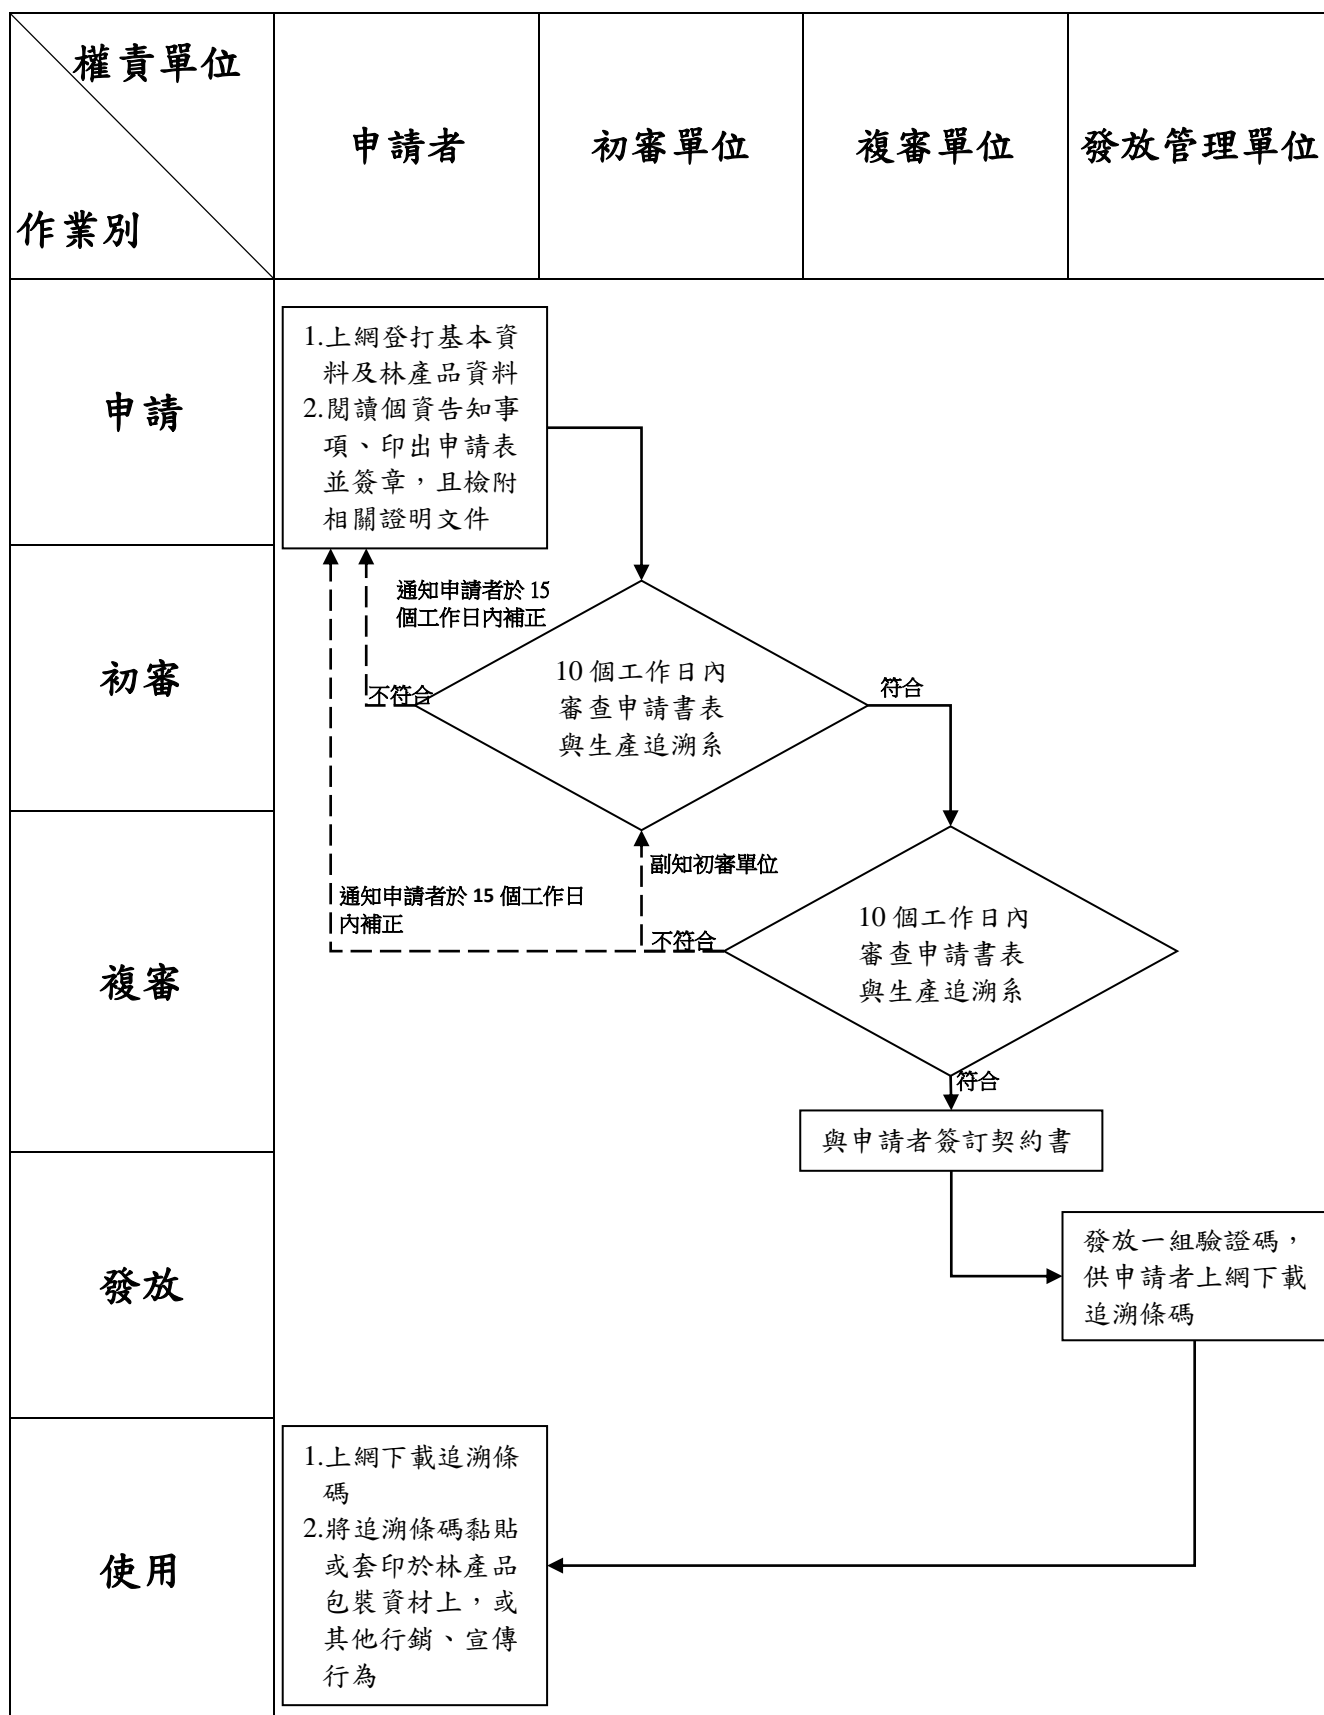 權責單位
作業別
申請者
初審單位
複審單位
發放管理單位
申請
1.上網登打基本資
料及林產品資料
2.閱讀個資告知事
項、印出申請表
並簽章，且檢附
相關證明文件
初審
通知申請者於 15
個工作日內補正
不符合
10 個工作日內
審查申請書表
與生產追溯系
符合
複審
副知初審單位
通知申請者於 15 個工作日
內補正
不符合
10 個工作日內
審查申請書表
與生產追溯系
符合
與申請者簽訂契約書
發放
發放一組驗證碼，
供申請者上網下載
追溯條碼
使用
1.上網下載追溯條
碼
2.將追溯條碼黏貼
或套印於林產品
包裝資材上，或
其他行銷、宣傳
行為